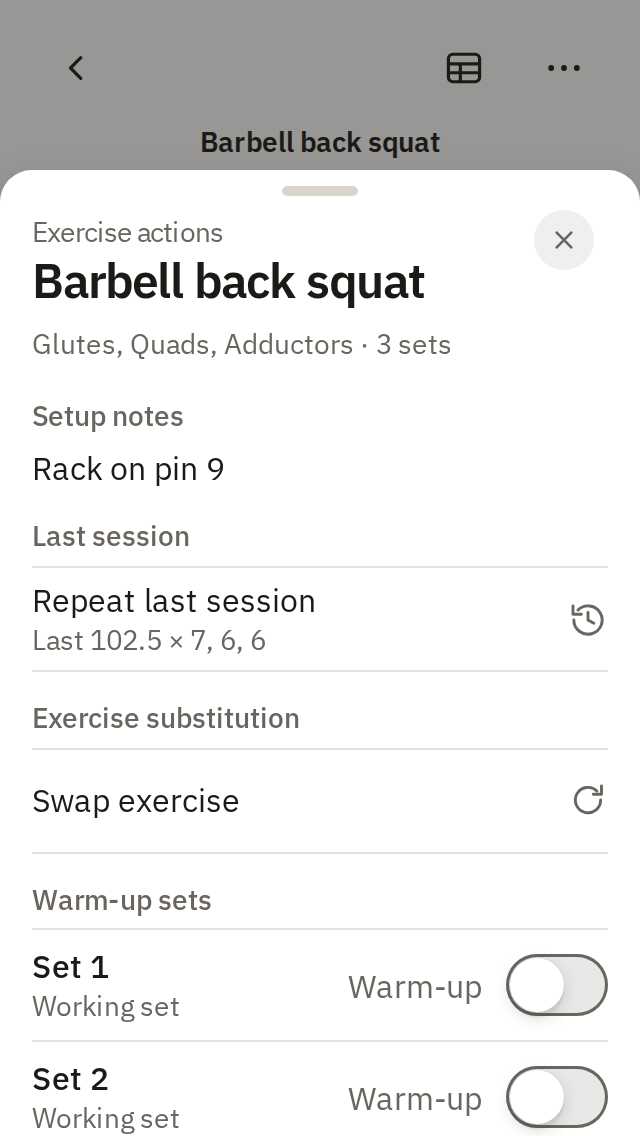 Barbell back squat
Exercise actions
Barbell back squat
Glutes, Quads, Adductors · 3 sets
Setup notes
Rack on pin 9
Last session
Repeat last session
Last 102.5 × 7, 6, 6
Exercise substitution
Swap exercise
Warm-up sets
Set 1
Working set
Warm-up
Set 2
Working set
Warm-up